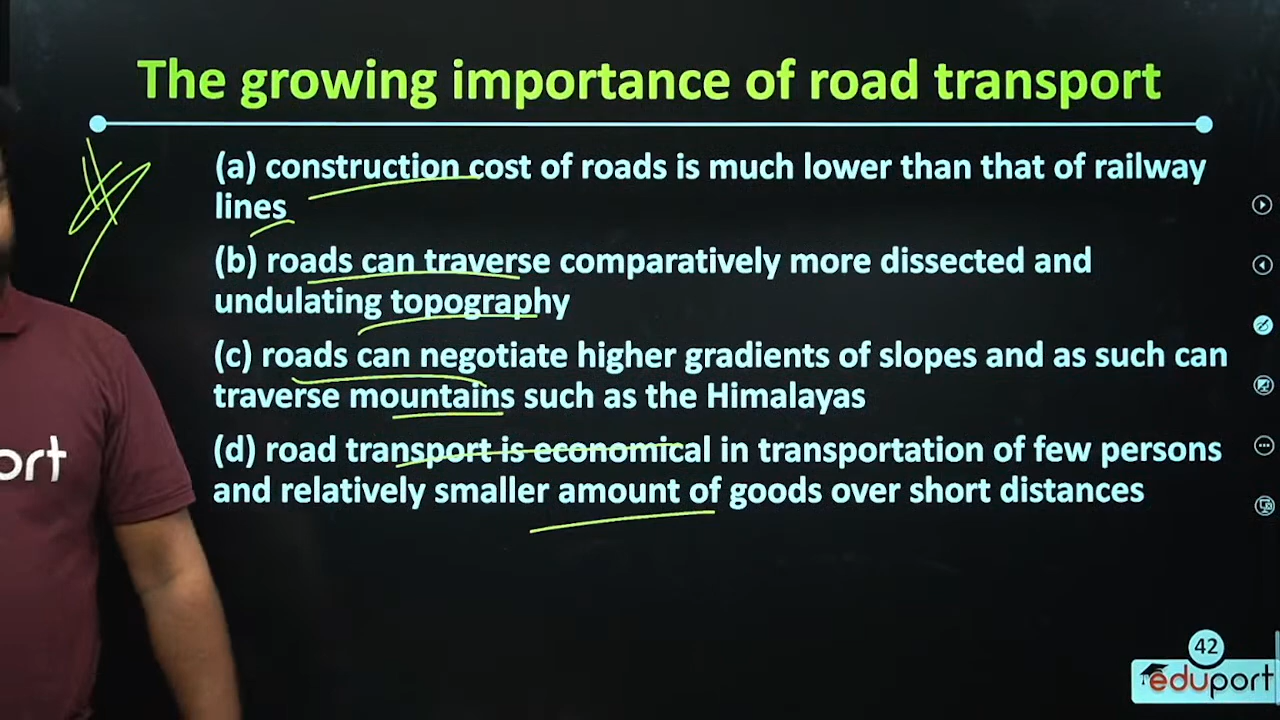 The growing importance of road transport
(a) construction cost of roads is much lower than that of railway
lines
(b) roads can traverse comparatively more dissected and
undulating topography
(c) roads can negotiate higher gradients of slopes and as such can
traverse mountains such as the Himalayas
(d) road transport is economical in transportation of few persons
and relatively smaller amount of goods over short distances
ort
42
eduport